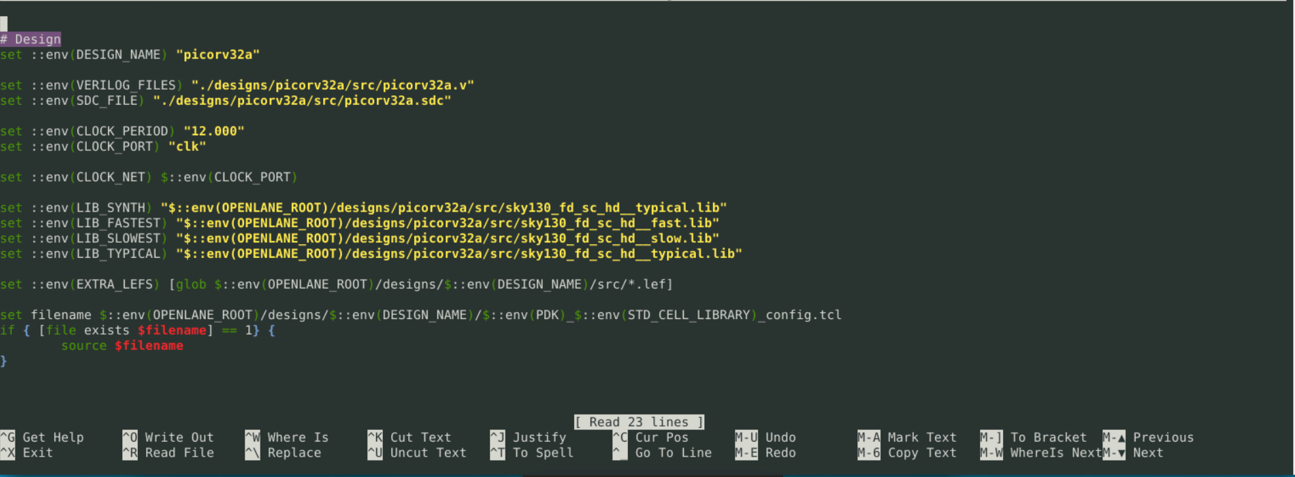 # Design
set ::env(DESIGN_NAME) "picorv32a"
set ::env(VERILOG_FILES) "./designs/picorv32a/src/picorv32a.v"
set ::env(SDC_FILE) "./designs/picorv32a/src/picorv32a.sdc"
set ::env(CLOCK_PERIOD) "12.000"
set ::env(CLOCK_PORT) "clk"
set ::env(CLOCK_NET) $::env(CLOCK_PORT)
set ::env(LIB_SYNTH) "$::env(OPENLANE_ROOT)/designs/picorv32a/src/sky130_fd_sc_hd__typical.lib"
set ::env(LIB_FASTEST) "$::env(OPENLANE_ROOT)/designs/picorv32a/src/sky130_fd_sc_hd__fast.lib"
set ::env(LIB_SLOWEST) "$::env(OPENLANE_ROOT)/designs/picorv32a/src/sky130_fd_sc_hd__slow.lib"
set ::env(LIB_TYPICAL) "$::env(OPENLANE_ROOT)/designs/picorv32a/src/sky130_fd_sc_hd__typical.lib"
set ::env(EXTRA_LEFS) [glob $::env(OPENLANE_ROOT)/designs/$::env(DESIGN_NAME)/src/*.lef]
set filename $::env(OPENLANE_ROOT)/designs/$::env(DESIGN_NAME)/$::env(PDK)_$::env(STD_CELL_LIBRARY)_config.tcl
if { [file exists $filename] == 1} {
        source $filename
}
[ Read 23 lines ]
^G Get Help ^O Write Out ^W Where Is ^K Cut Text ^J Justify ^C Cur Pos M-U Undo M-A Mark Text M-] To Bracket M-▲ Previous
^X Exit ^R Read File ^\ Replace ^U Uncut Text ^T To Spell ^_ Go To Line M-E Redo M-6 Copy Text M-W WhereIs Next M-▼ Next